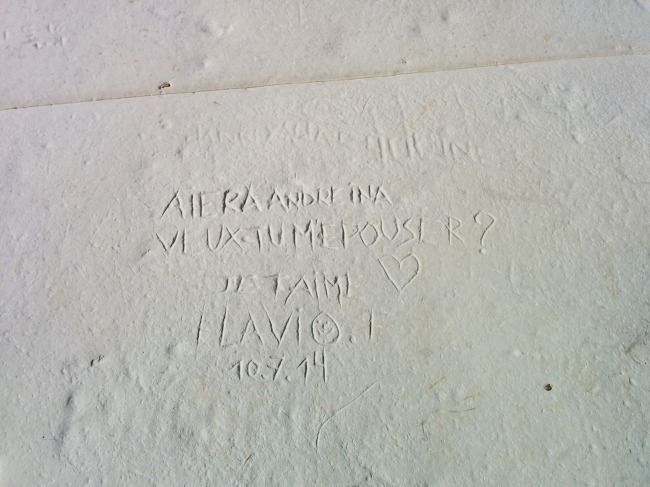 AIERA ANDREINA
VEUX-TU M'EPOUSER?
JE T'AIME
FLAVIO.I
10.7.14